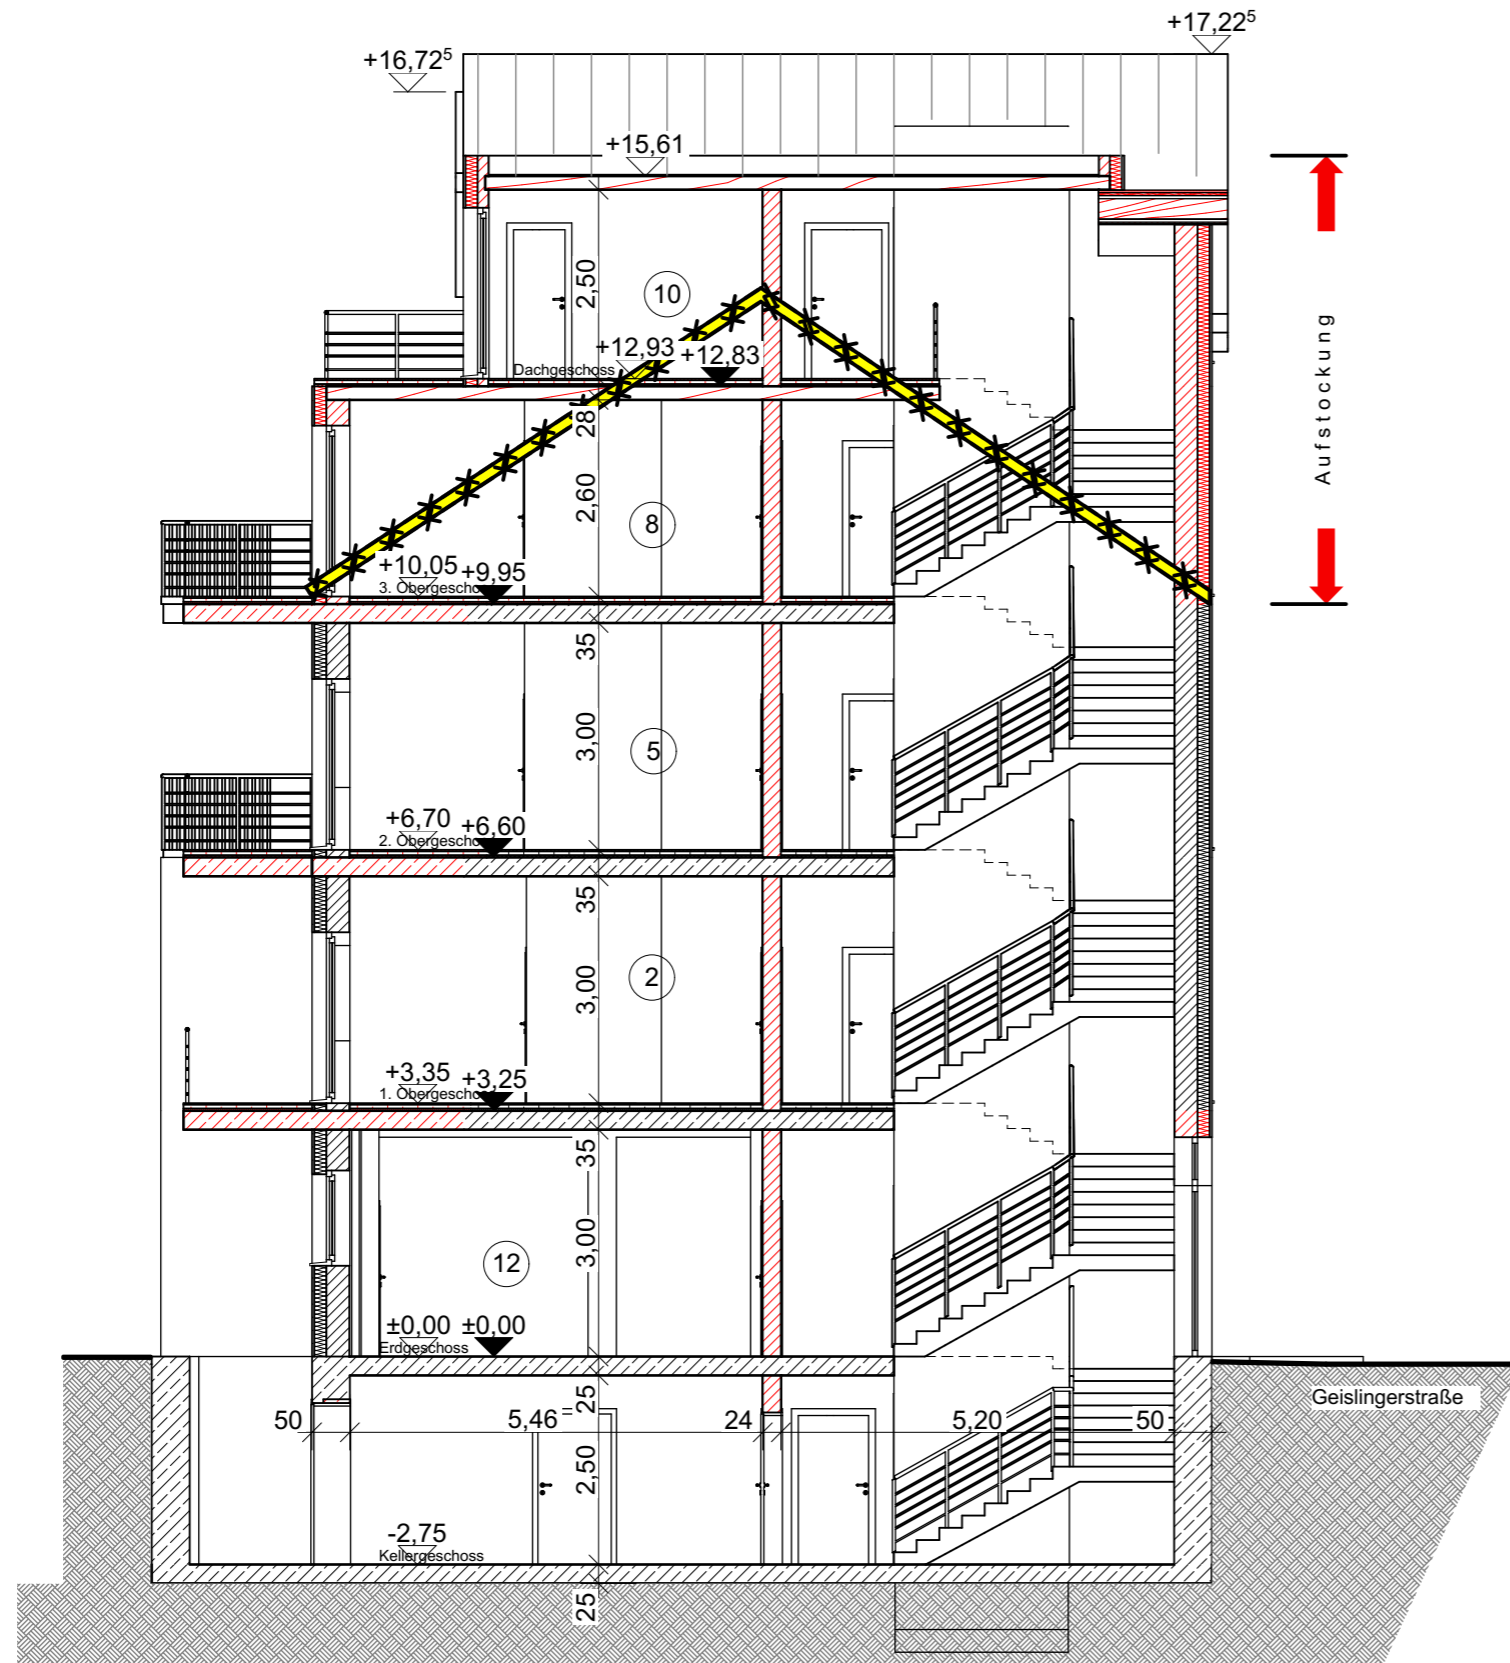 +17,22⁵
+16,72⁵
+15,61
2,50
10
Aufstockung
+12,93 +12,83
Dachgeschoss
28
2,60
8
+10,05 +9,95
3. Obergescho
35
3,00
5
+6,70 +6,60
2. Obergescho
35
3,00
2
+3,35 +3,25
1. Obergescho
35
3,00
12
±0,00 ±0,00
Erdgeschoss
25
Geislingerstraße
50 5,46 24 5,20 50
2,50
-2,75
Kellergeschoss
25